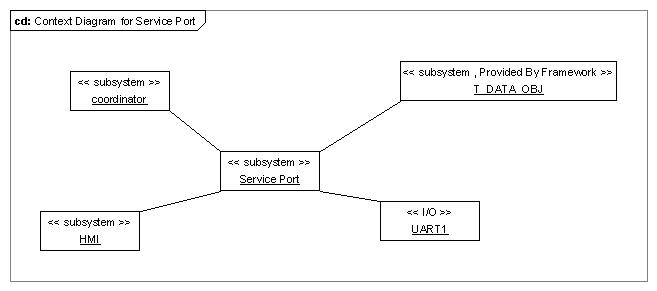 cd: Context Diagram for Service Port
<< subsystem >>
coordinator
<< subsystem , Provided By Framework >>
T_DATA_OBJ
<< subsystem >>
Service Port
<< subsystem >>
HMI
<< I/O >>
UART1